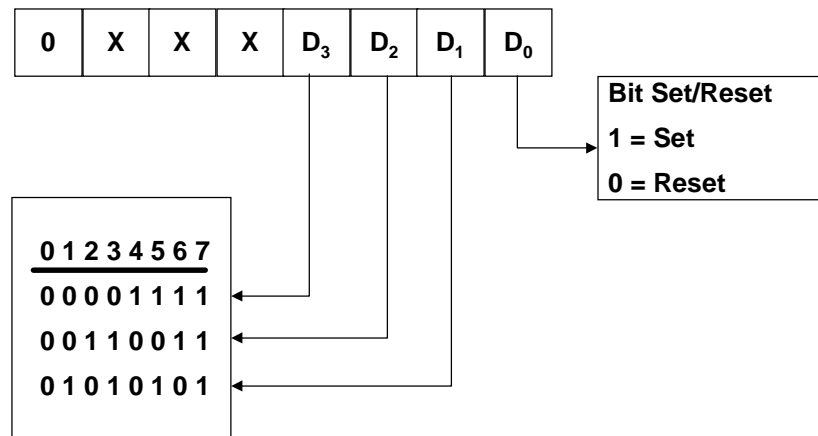 0 X X X D₃ D₂ D₁ D₀
Bit Set/Reset
1 = Set
0 = Reset
0 1 2 3 4 5 6 7
0 0 0 0 1 1 1 1
0 0 1 1 0 0 1 1
0 1 0 1 0 1 0 1